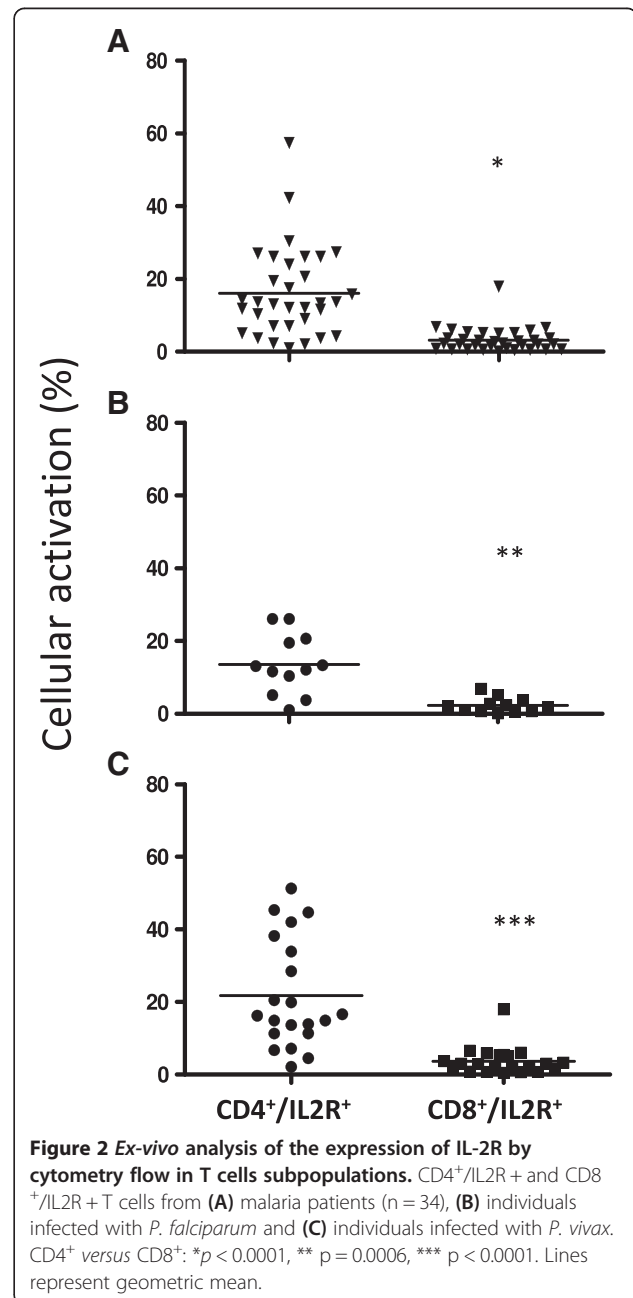 A
80
60
*
40
20
0
B
80
60
**
40
20
0
C
80
60
***
40
20
0
Cellular activation (%)
CD4⁺/IL2R⁺ CD8⁺/IL2R⁺
Figure 2 Ex-vivo analysis of the expression of IL-2R by
cytometry flow in T cells subpopulations. CD4⁺/IL2R + and CD8
⁺/IL2R + T cells from (A) malaria patients (n = 34), (B) individuals
infected with P. falciparum and (C) individuals infected with P. vivax.
CD4⁺ versus CD8⁺: *p < 0.0001, ** p = 0.0006, *** p < 0.0001. Lines
represent geometric mean.